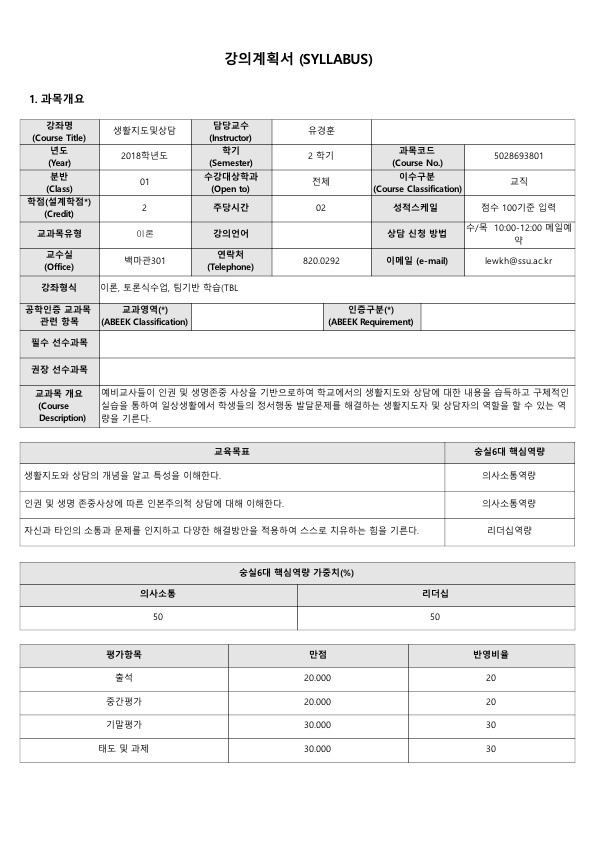 강의계획서 (SYLLABUS)
1. 과목개요
강좌명 (Course Title) 생활지도및상담 담당교수 (Instructor) 유경훈
년도 (Year) 2018학년도 학기 (Semester) 2 학기 과목코드 (Course No.) 5028693801
분반 (Class) 01 수강대상학과 (Open to) 전체 이수구분 (Course Classification) 교직
학점(설계학점*) (Credit) 2 주당시간 02 성적스케일 점수 100기준 입력
교과목유형 이론 강의언어 상담 신청 방법 수/목 10:00-12:00 메일예약
교수실 (Office) 백마관301 연락처 (Telephone) 820.0292 이메일 (e-mail) lewkh@ssu.ac.kr
강좌형식 이론, 토론식수업, 팀기반 학습(TBL
공학인증 교과목 관련 항목 교과영역(*) (ABEEK Classification) 인증구분(*) (ABEEK Requirement)
필수 선수과목
권장 선수과목
교과목 개요 (Course Description) 예비교사들이 인권 및 생명존중 사상을 기반으로하여 학교에서의 생활지도와 상담에 대한 내용을 습득하고 구체적인
실습을 통하여 일상생활에서 학생들의 정서행동 발달문제를 해결하는 생활지도자 및 상담자의 역할을 할 수 있는 역
량을 기른다.
교육목표 숭실6대 핵심역량
생활지도와 상담의 개념을 알고 특성을 이해한다. 의사소통역량
인권 및 생명 존중사상에 따른 인본주의적 상담에 대해 이해한다. 의사소통역량
자신과 타인의 소통과 문제를 인지하고 다양한 해결방안을 적용하여 스스로 치유하는 힘을 기른다. 리더십역량
숭실6대 핵심역량 가중치(%)
의사소통 리더십
50 50
평가항목 만점 반영비율
출석 20.000 20
중간평가 20.000 20
기말평가 30.000 30
태도 및 과제 30.000 30